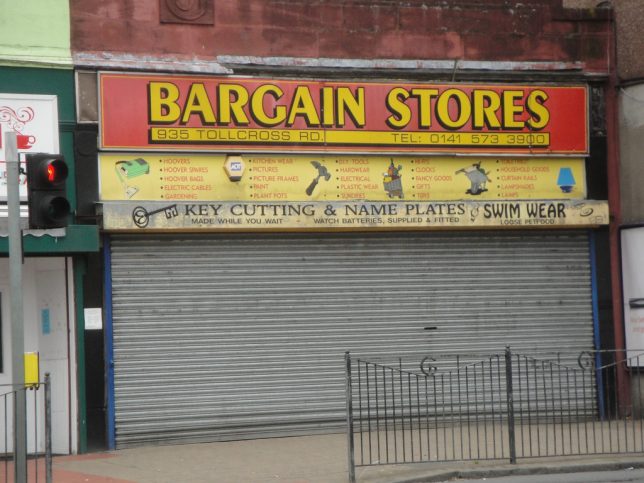 BARGAIN STORES
935 TOLLCROSS RD. TEL: 0141 573 3900
HOOVERS
HOOVER SPARES
HOOVER BAGS
ELECTRIC CABLES
GARDENING
KITCHEN WEAR
PICTURES
PICTURE FRAMES
PAINT
PLANT POTS
D.I.Y. TOOLS
HARDWEAR
ELECTRICAL
PLASTIC WEAR
SUNDRIES
CLOCKS
FANCY GOODS
GIFTS
TOYS
TOILETRIES
HOUSEHOLD GOODS
CURTAIN RAILS
LAMPSHADES
LAMPS
KEY CUTTING & NAME PLATES
MADE WHILE YOU WAIT WATCH BATTERIES, SUPPLIED & FITTED
SWIM WEAR
LOOSE PETFOOD